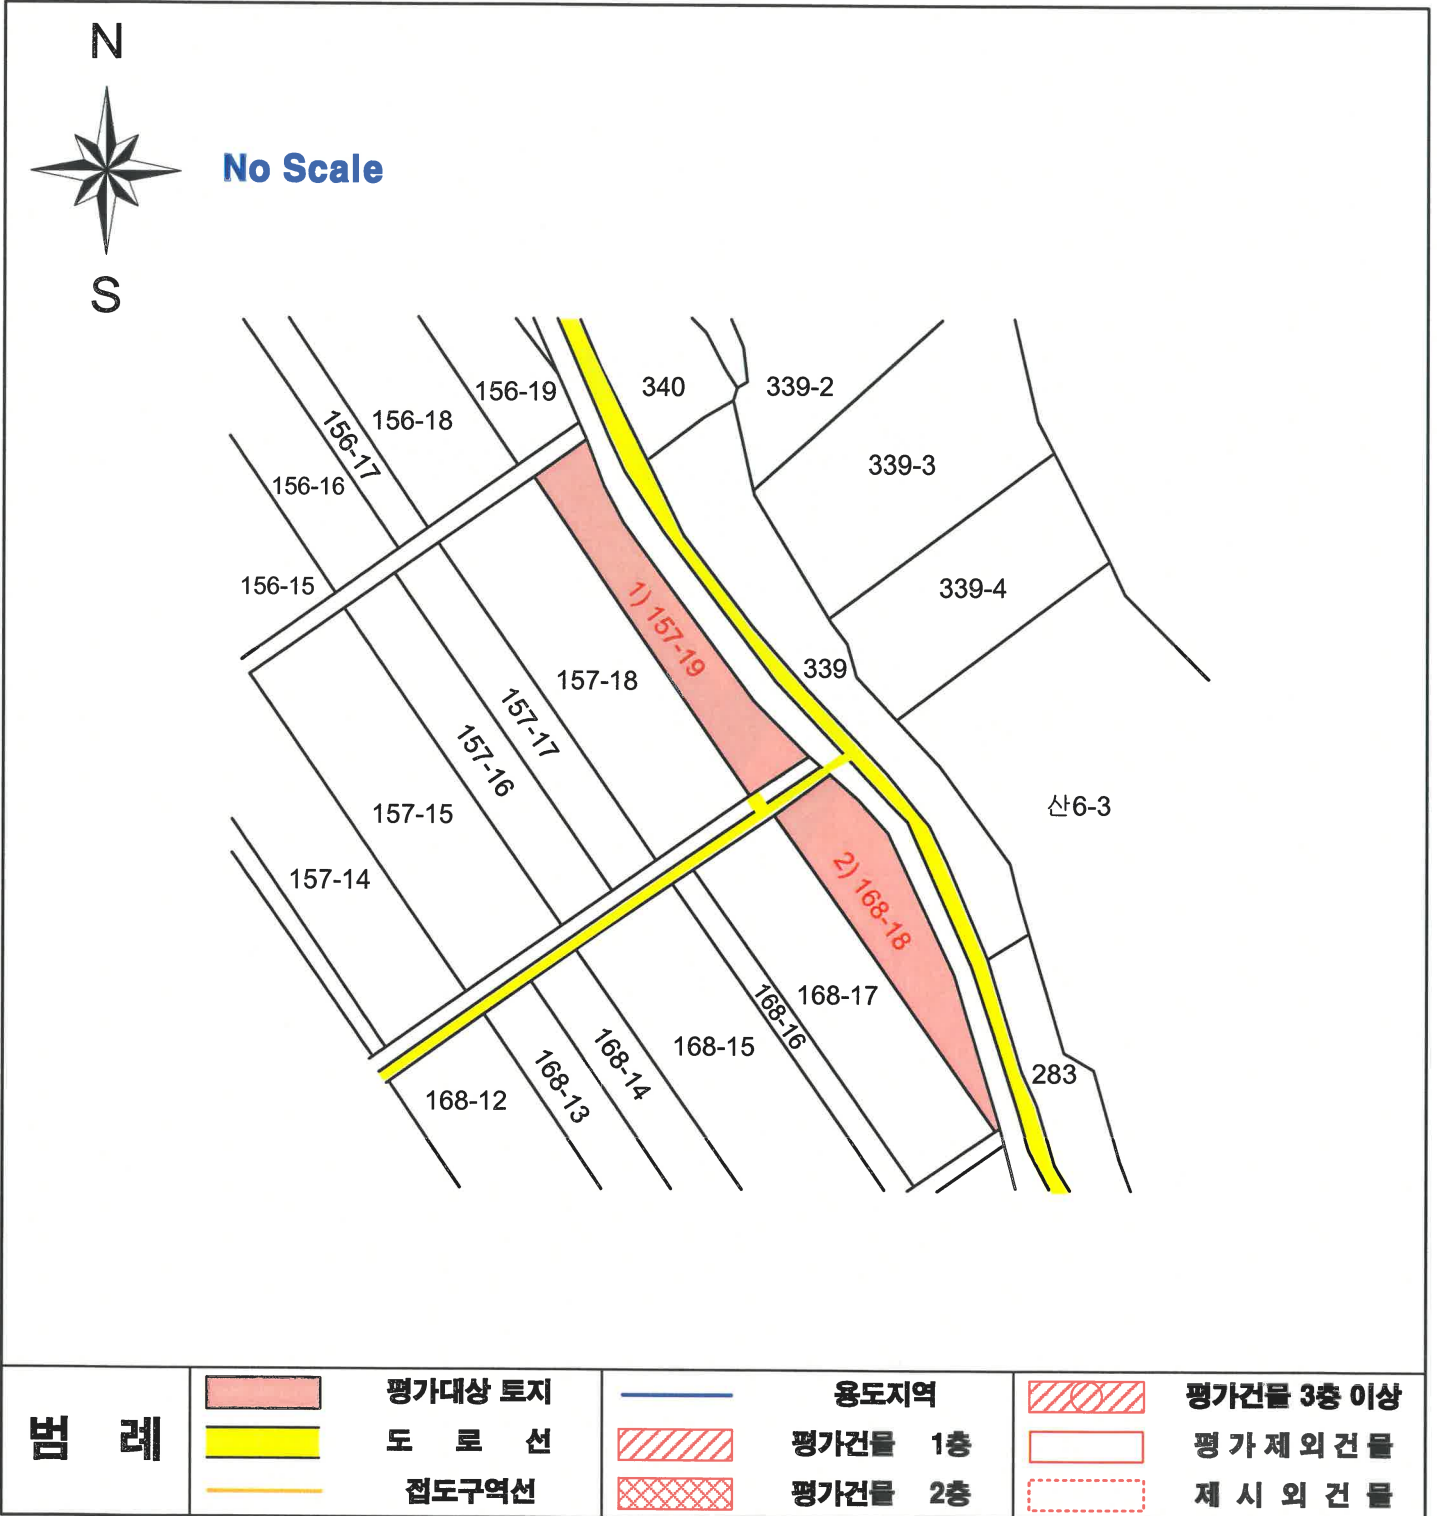 N
No Scale
S
156-19
340
339-2
156-18
156-17
339-3
156-16
156-15
339-4
1) 157-19
339
157-18
157-17
157-16
산6-3
157-15
157-14
2) 168-18
168-17
168-16
168-15
168-14
283
168-13
168-12
범 례
평가대상 토지
도 로 선
접도구역선
용도지역
평가건물 1층
평가건물 2층
평가건물 3층 이상
평가제외건물
제시외건물